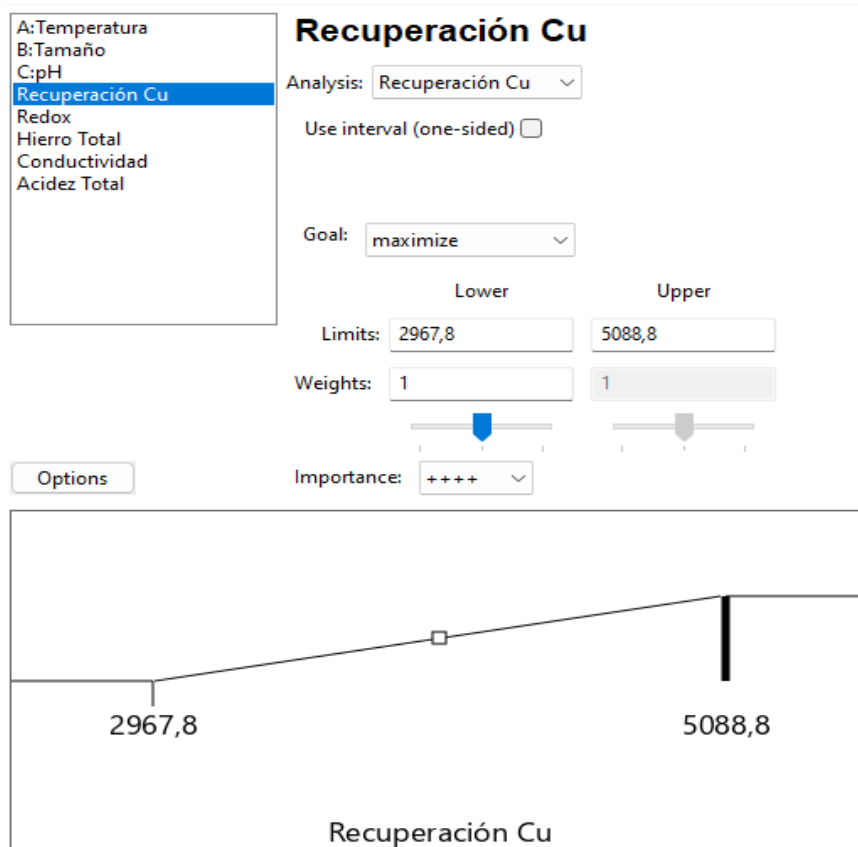 A:Temperatura
B:Tamaño
C:pH
Recuperación Cu
Redox
Hierro Total
Conductividad
Acidez Total
Recuperación Cu
Analysis: Recuperación Cu
Use interval (one-sided)
Goal: maximize
Lower Upper
Limits: 2967,8 5088,8
Weights: 1 1
Options
Importance: ++++
2967,8 5088,8
Recuperación Cu